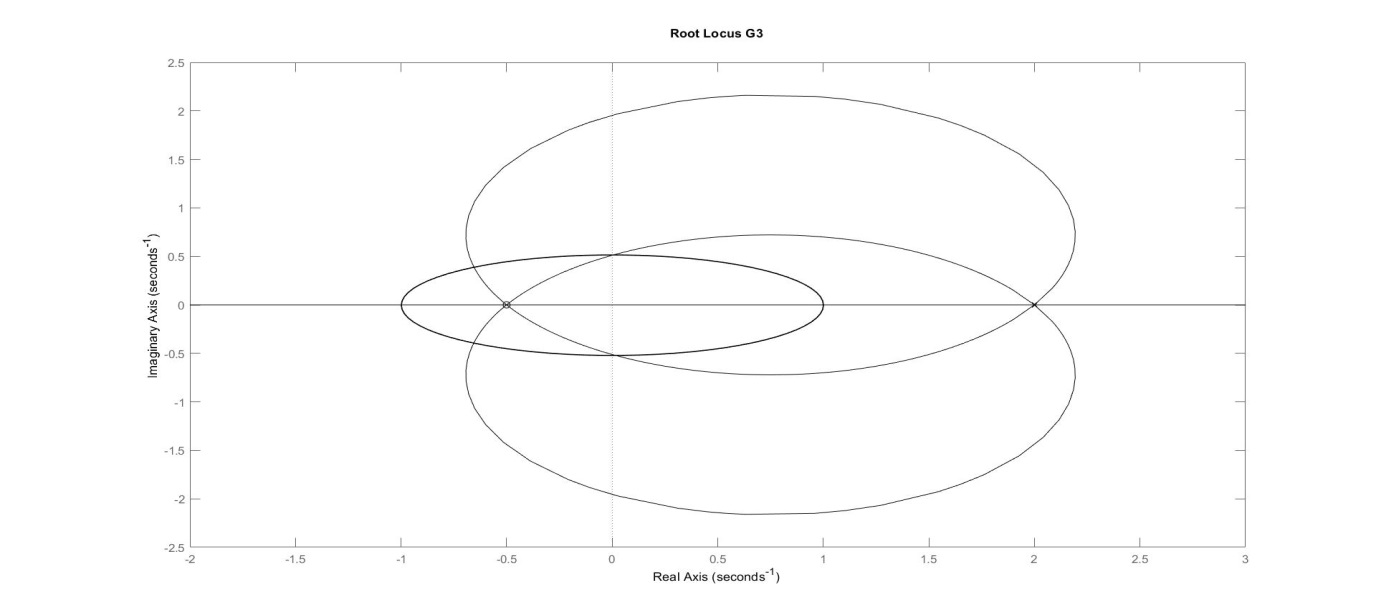 Root Locus G3
2.5
2
1.5
1
0.5
0
-0.5
-1
-1.5
-2
-2.5
Imaginary Axis (seconds⁻¹)
-2 -1.5 -1 -0.5 0 0.5 1 1.5 2 2.5 3
Real Axis (seconds⁻¹)